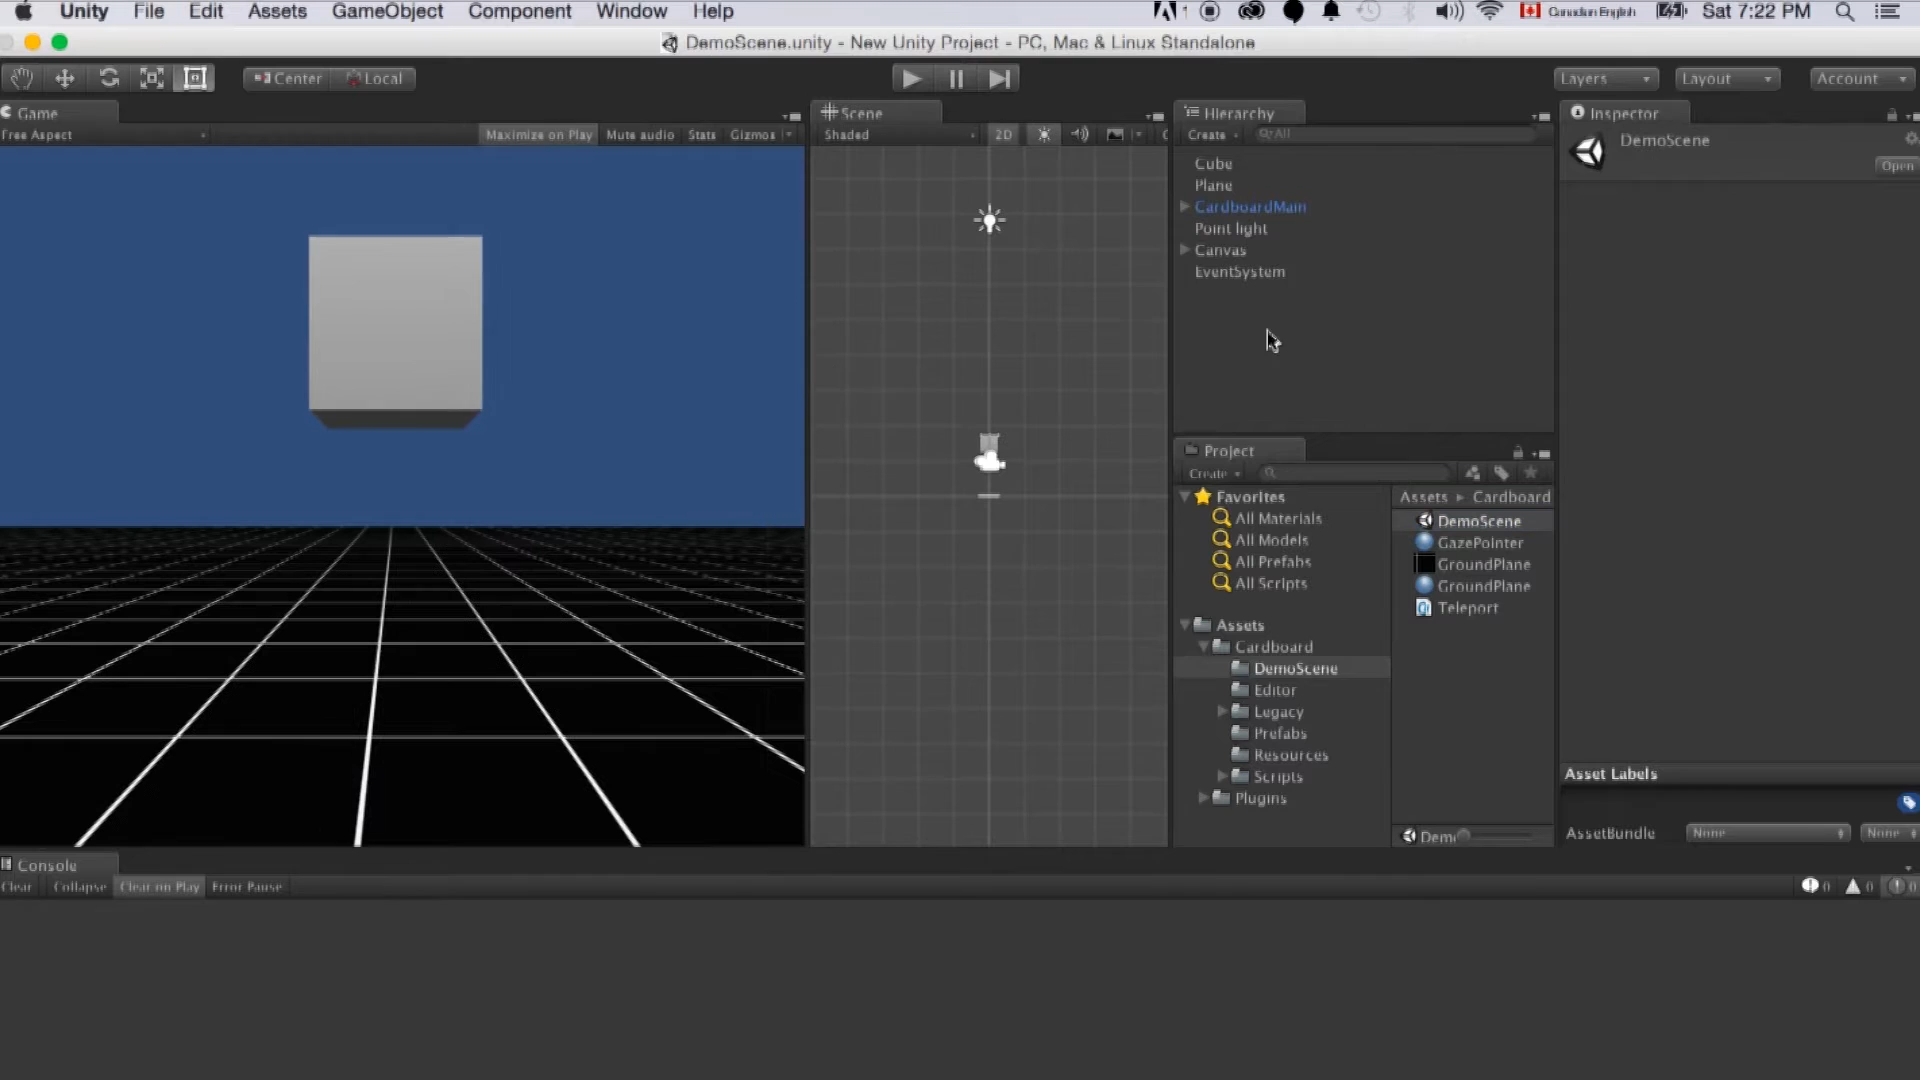 Unity File Edit Assets GameObject Component Window Help Canadian English Sat 7:22 PM
DemoScene.unity - New Unity Project - PC, Mac & Linux Standalone
Center Local Layers Layout Account
Game
Free Aspect Maximize on Play Mute audio Stats Gizmos
Scene
Shaded 2D
Hierarchy
Create All
Cube
Plane
CardboardMain
Point light
Canvas
EventSystem
Project
Create
Favorites
All Materials
All Models
All Prefabs
All Scripts
Assets
Cardboard
DemoScene
Editor
Legacy
Prefabs
Resources
Scripts
Plugins
Assets Cardboard
DemoScene
GazePointer
GroundPlane
GroundPlane
Teleport
Inspector
DemoScene
Open
Asset Labels
AssetBundle None None
Console
Clear Collapse Clear on Play Error Pause 0 0 0